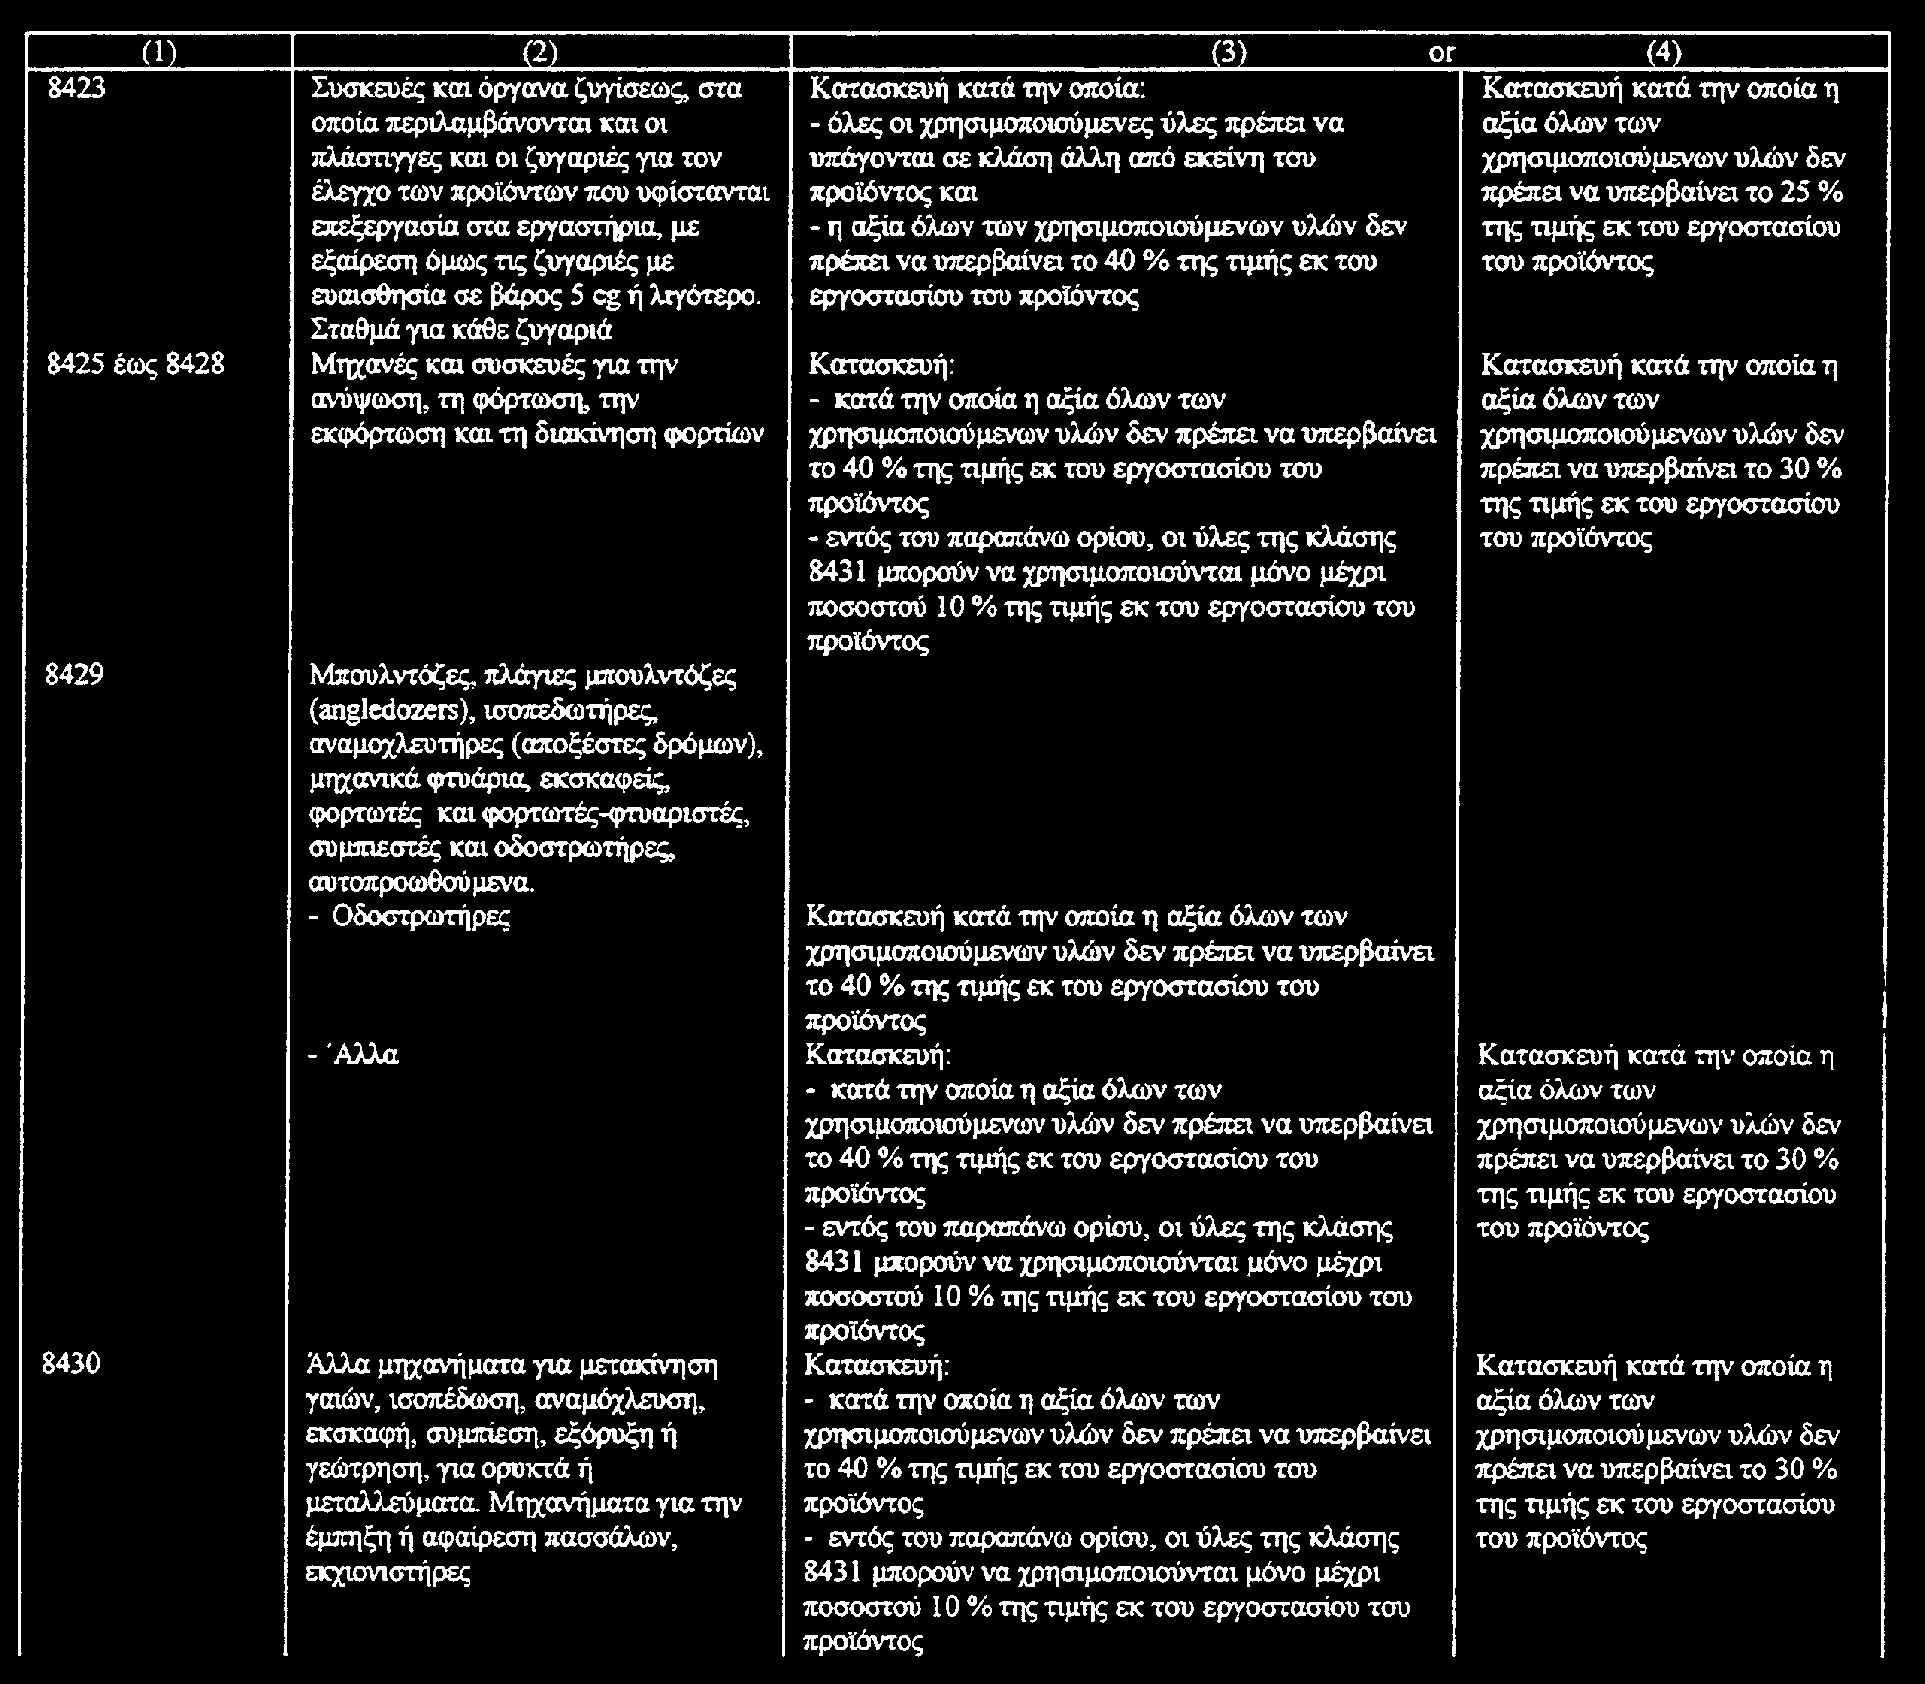 (1) (2) (3) or (4)
8423
Συσκευές και όργανα ζυγίσεως, στα
οποία περιλαμβάνονται και οι
πλάστιγγες και οι ζυγαριές για τον
έλεγχο των προϊόντων που υφίστανται
επεξεργασία στα εργαστήρια, με
εξαίρεση όμως τις ζυγαριές με
ευαισθησία σε βάρος 5 cg ή λιγότερο.
Σταθμά για κάθε ζυγαριά
Κατασκευή κατά την οποία:
- όλες οι χρησιμοποιούμενες ύλες πρέπει να
υπάγονται σε κλάση άλλη από εκείνη του
προϊόντος και
- η αξία όλων των χρησιμοποιούμενων υλών δεν
πρέπει να υπερβαίνει το 40 % της τιμής εκ του
εργοστασίου του προϊόντος
Κατασκευή κατά την οποία η
αξία όλων των
χρησιμοποιούμενων υλών δεν
πρέπει να υπερβαίνει το 25 %
της τιμής εκ του εργοστασίου
του προϊόντος
8425 έως 8428
Μηχανές και συσκευές για την
ανύψωση, τη φόρτωση, την
εκφόρτωση και τη διακίνηση φορτίων
Κατασκευή:
- κατά την οποία η αξία όλων των
χρησιμοποιούμενων υλών δεν πρέπει να υπερβαίνει
το 40 % της τιμής εκ του εργοστασίου του
προϊόντος
- εντός του παραπάνω ορίου, οι ύλες της κλάσης
8431 μπορούν να χρησιμοποιούνται μόνο μέχρι
ποσοστού 10 % της τιμής εκ του εργοστασίου του
προϊόντος
Κατασκευή κατά την οποία η
αξία όλων των
χρησιμοποιούμενων υλών δεν
πρέπει να υπερβαίνει το 30 %
της τιμής εκ του εργοστασίου
του προϊόντος
8429
Μπουλντόζες, πλάγιες μπουλντόζες
(angledozers), ισοπεδωτήρες,
αναμοχλευτήρες (αποξέστες δρόμων),
μηχανικά φτυάρια, εκσκαφείς,
φορτωτές και φορτωτές-φτυαριστές,
συμπιεστές και οδοστρωτήρες,
αυτοπροωθούμενα.
- Οδοστρωτήρες
Κατασκευή κατά την οποία η αξία όλων των
χρησιμοποιούμενων υλών δεν πρέπει να υπερβαίνει
το 40 % της τιμής εκ του εργοστασίου του
προϊόντος
- Άλλα
Κατασκευή:
- κατά την οποία η αξία όλων των
χρησιμοποιούμενων υλών δεν πρέπει να υπερβαίνει
το 40 % της τιμής εκ του εργοστασίου του
προϊόντος
- εντός του παραπάνω ορίου, οι ύλες της κλάσης
8431 μπορούν να χρησιμοποιούνται μόνο μέχρι
ποσοστού 10 % της τιμής εκ του εργοστασίου του
προϊόντος
Κατασκευή κατά την οποία η
αξία όλων των
χρησιμοποιούμενων υλών δεν
πρέπει να υπερβαίνει το 30 %
της τιμής εκ του εργοστασίου
του προϊόντος
8430
Άλλα μηχανήματα για μετακίνηση
γαιών, ισοπέδωση, αναμόχλευση,
εκσκαφή, συμπίεση, εξόρυξη ή
γεώτρηση, για ορυκτά ή
μεταλλεύματα. Μηχανήματα για την
έμπηξη ή αφαίρεση πασσάλων,
εκχιονιστήρες
Κατασκευή:
- κατά την οποία η αξία όλων των
χρησιμοποιούμενων υλών δεν πρέπει να υπερβαίνει
το 40 % της τιμής εκ του εργοστασίου του
προϊόντος
- εντός του παραπάνω ορίου, οι ύλες της κλάσης
8431 μπορούν να χρησιμοποιούνται μόνο μέχρι
ποσοστού 10 % της τιμής εκ του εργοστασίου του
προϊόντος
Κατασκευή κατά την οποία η
αξία όλων των
χρησιμοποιούμενων υλών δεν
πρέπει να υπερβαίνει το 30 %
της τιμής εκ του εργοστασίου
του προϊόντος